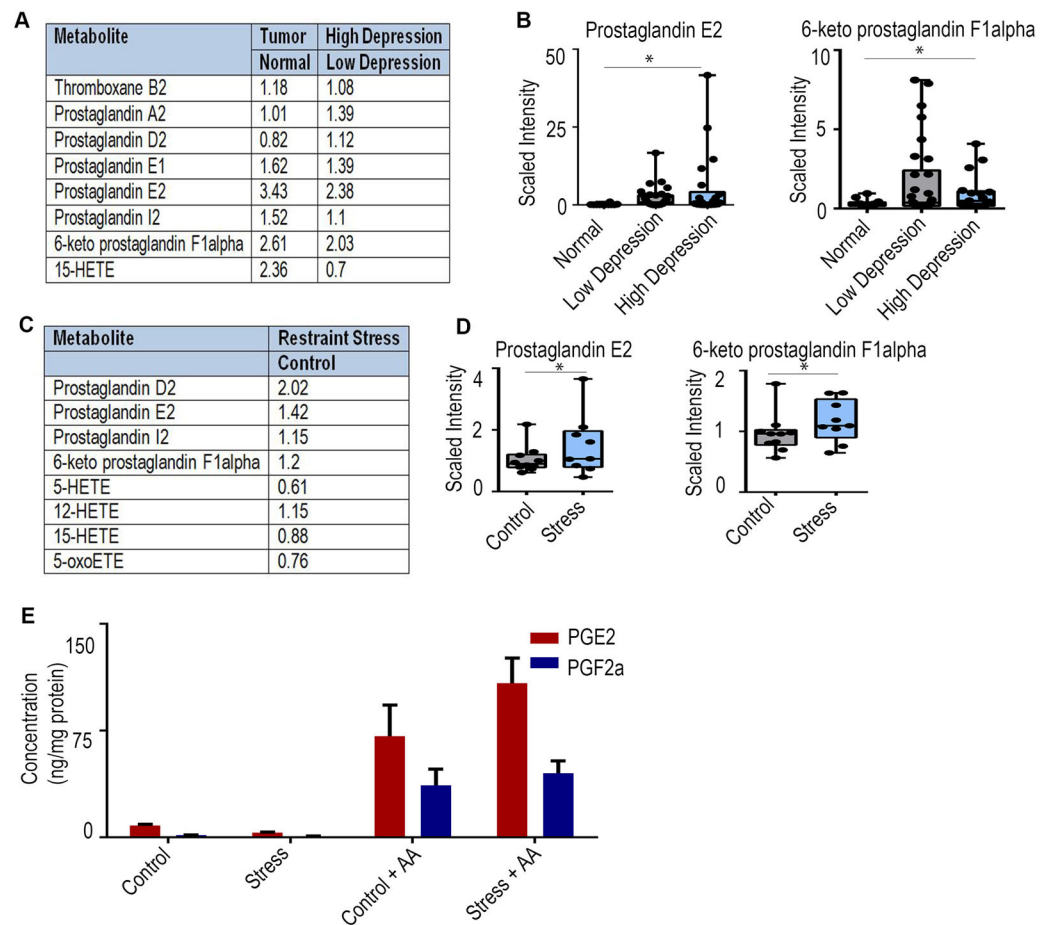 A
Metabolite Tumor High Depression
Normal Low Depression
Thromboxane B2 1.18 1.08
Prostaglandin A2 1.01 1.39
Prostaglandin D2 0.82 1.12
Prostaglandin E1 1.62 1.39
Prostaglandin E2 3.43 2.38
Prostaglandin I2 1.52 1.1
6-keto prostaglandin F1alpha 2.61 2.03
15-HETE 2.36 0.7
B
Prostaglandin E2
*
Scaled Intensity
50
25
0
Normal
Low Depression
High Depression
6-keto prostaglandin F1alpha
*
Scaled Intensity
10
5
0
Normal
Low Depression
High Depression
C
Metabolite Restraint Stress
Control
Prostaglandin D2 2.02
Prostaglandin E2 1.42
Prostaglandin I2 1.15
6-keto prostaglandin F1alpha 1.2
5-HETE 0.61
12-HETE 1.15
15-HETE 0.88
5-oxoETE 0.76
D
Prostaglandin E2
*
Scaled Intensity
4
2
0
Control
Stress
6-keto prostaglandin F1alpha
*
Scaled Intensity
2
1
0
Control
Stress
E
Concentration
(ng/mg protein)
150
75
0
PGE2
PGF2a
Control
Stress
Control + AA
Stress + AA